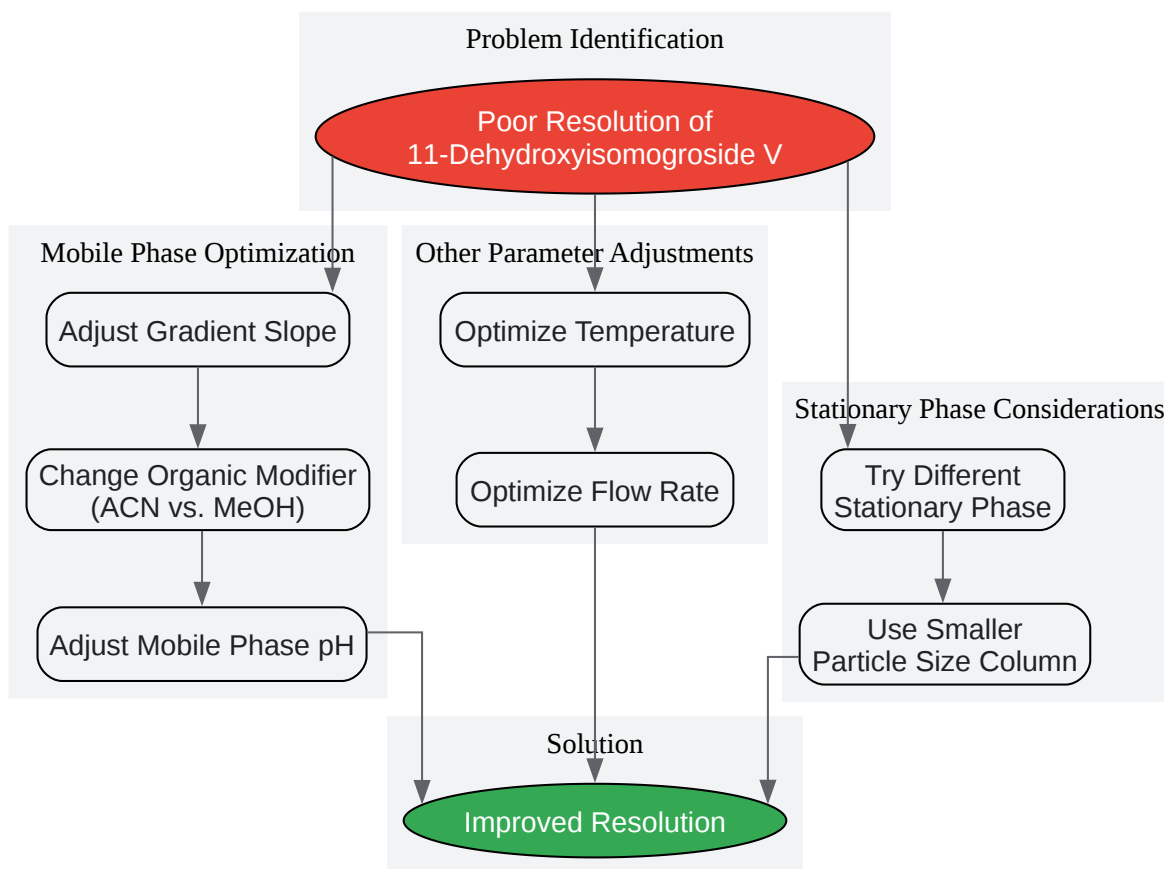 Problem Identification
Poor Resolution of
11-Dehydroxyisomogroside V
Mobile Phase Optimization
Adjust Gradient Slope
Change Organic Modifier
(ACN vs. MeOH)
Adjust Mobile Phase pH
Other Parameter Adjustments
Optimize Temperature
Optimize Flow Rate
Stationary Phase Considerations
Try Different
Stationary Phase
Use Smaller
Particle Size Column
Solution
Improved Resolution